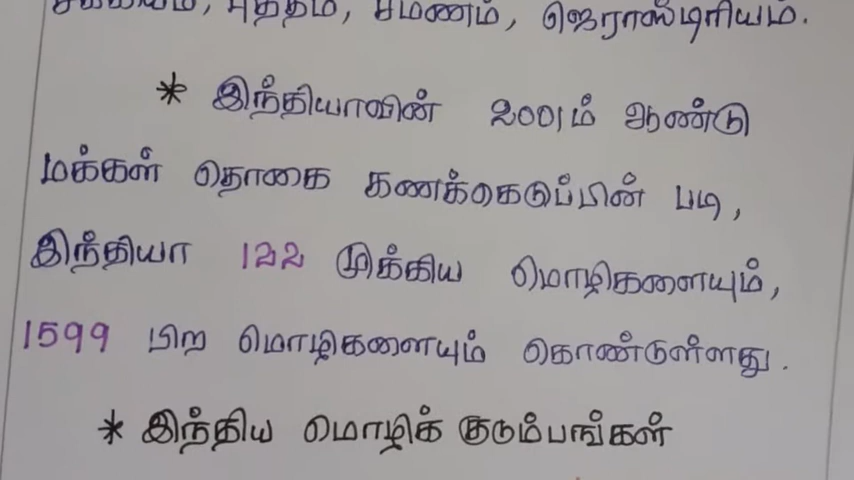 சீக்கியம், புத்தம், சமணம், ஜெராஸ்டிரியம்.
* இந்தியாவின் 2001ம் ஆண்டு
மக்கள் தொகை கணக்கெடுப்பின் படி,
இந்தியா 122 முக்கிய மொழிகளையும்,
1599 பிற மொழிகளையும் கொண்டுள்ளது.
* இந்திய மொழிக் குடும்பங்கள்